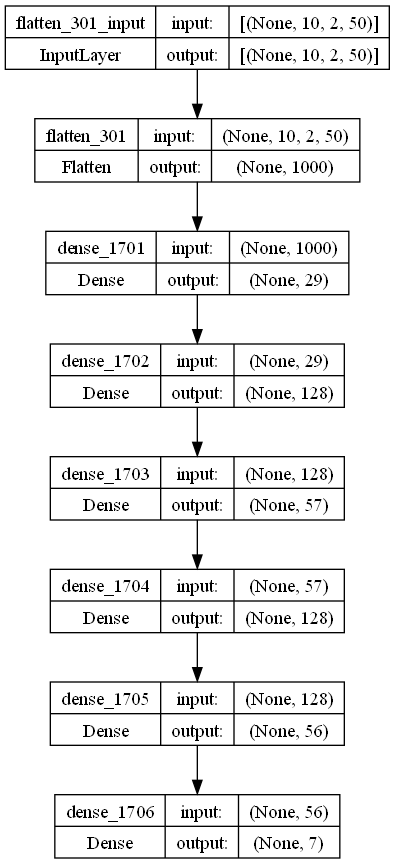 flatten_301_input input: [(None, 10, 2, 50)]
InputLayer output: [(None, 10, 2, 50)]
flatten_301 input: (None, 10, 2, 50)
Flatten output: (None, 1000)
dense_1701 input: (None, 1000)
Dense output: (None, 29)
dense_1702 input: (None, 29)
Dense output: (None, 128)
dense_1703 input: (None, 128)
Dense output: (None, 57)
dense_1704 input: (None, 57)
Dense output: (None, 128)
dense_1705 input: (None, 128)
Dense output: (None, 56)
dense_1706 input: (None, 56)
Dense output: (None, 7)